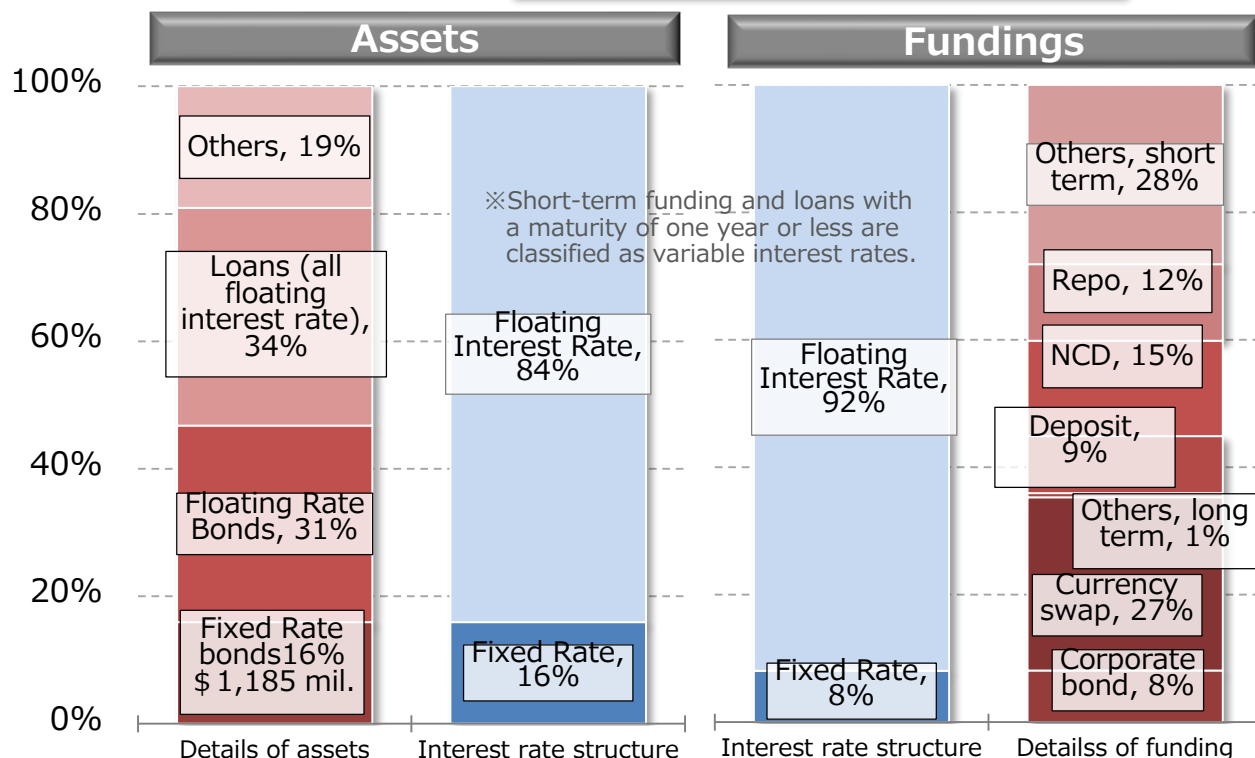 Assets
Fundings
100%
80%
60%
40%
20%
0%
Others, 19%
Loans (all
floating
interest rate),
34%
Floating Rate
Bonds, 31%
Fixed Rate
bonds16%
$ 1,185 mil.
Details of assets
※Short-term funding and loans with
a maturity of one year or less are
classified as variable interest rates.
Floating
Interest Rate,
84%
Fixed Rate,
16%
Interest rate structure
Floating
Interest Rate,
92%
Fixed Rate,
8%
Interest rate structure
Others, short
term, 28%
Repo, 12%
NCD, 15%
Deposit,
9%
Others, long
term, 1%
Currency
swap, 27%
Corporate
bond, 8%
Detailss of funding